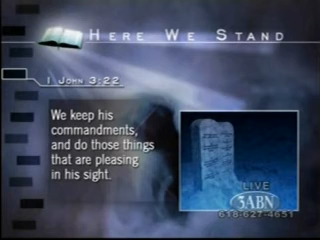 HERE WE STAND
1 JOHN 3:22
We keep his
commandments,
and do those things
that are pleasing
in his sight.
LIVE
3ABN
618-627-4651